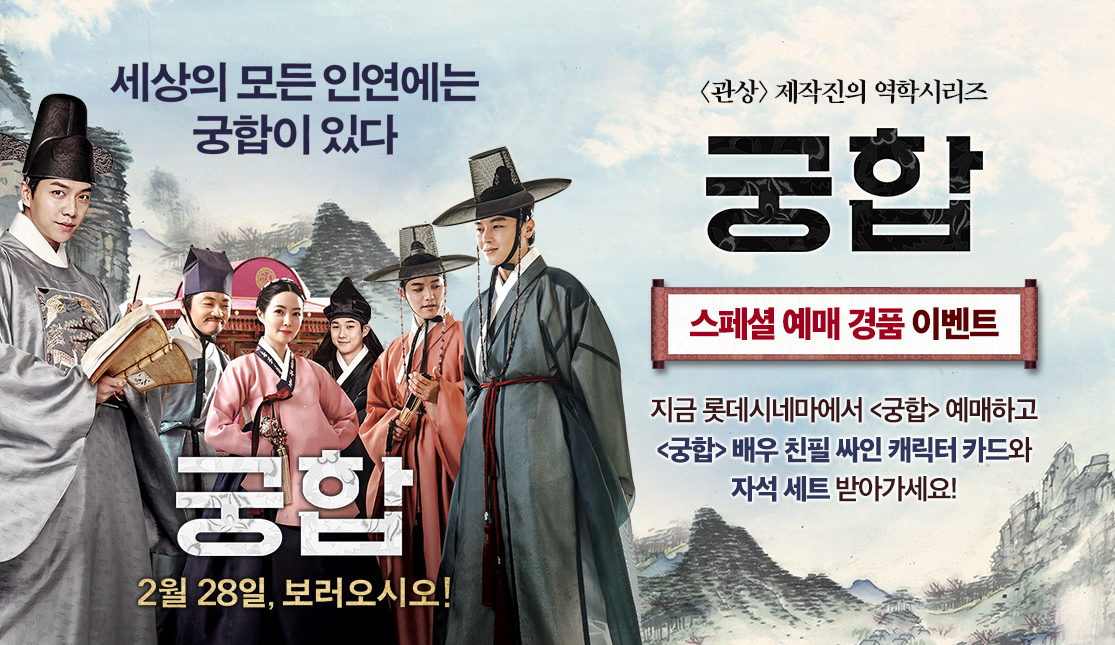 세상의 모든 인연에는
궁합이 있다
궁합
2월 28일, 보러오시오!
<관상> 제작진의 역학시리즈
궁합
스페셜 예매 경품 이벤트
지금 롯데시네마에서 <궁합> 예매하고
<궁합> 배우 친필 싸인 캐릭터 카드와
자석 세트 받아가세요!